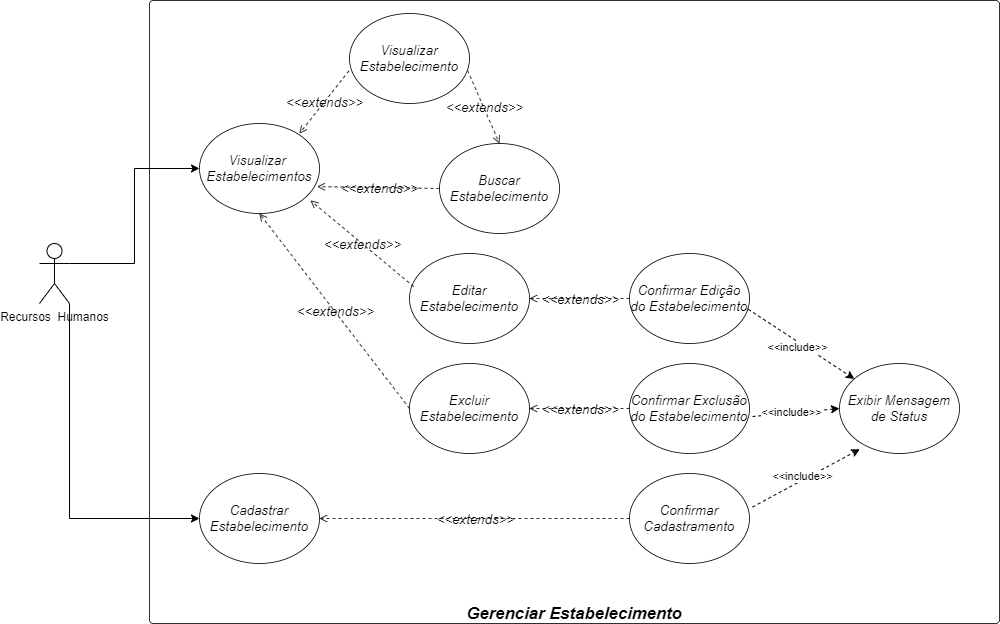 Visualizar
Estabelecimento
<<extends>>
<<extends>>
Visualizar
Estabelecimentos
<<extends>>
Buscar
Estabelecimento
<<extends>>
Editar
Estabelecimento
<<extends>>
Confirmar Edição
do Estabelecimento
Recursos Humanos
<<extends>>
<<include>>
Excluir
Estabelecimento
<<extends>>
Confirmar Exclusão
do Estabelecimento
<<include>>
Exibir Mensagem
de Status
<<include>>
Cadastrar
Estabelecimento
<<extends>>
Confirmar
Cadastramento
Gerenciar Estabelecimento